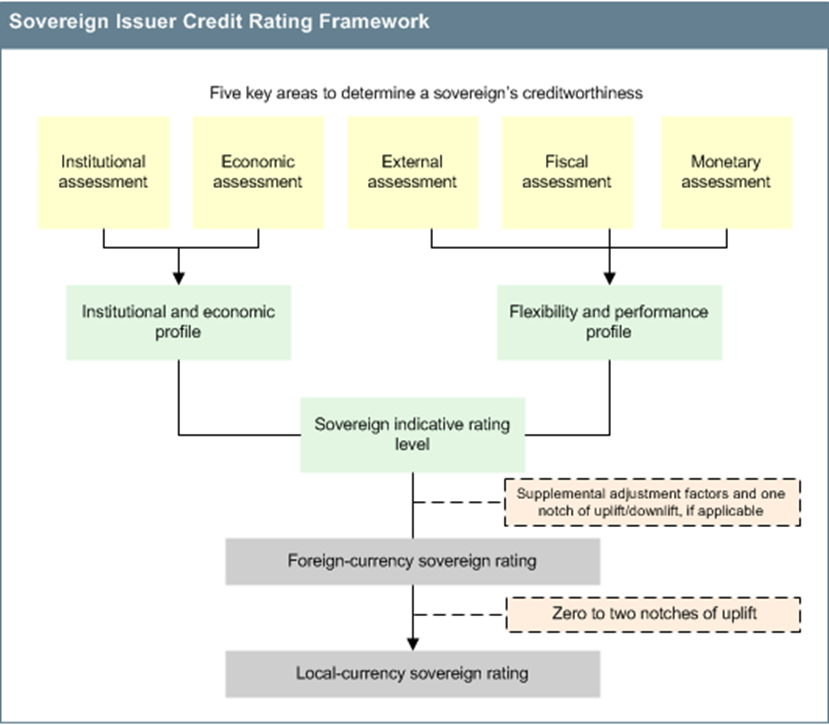 Sovereign Issuer Credit Rating Framework
Five key areas to determine a sovereign's creditworthiness
Institutional
assessment
Economic
assessment
External
assessment
Fiscal
assessment
Monetary
assessment
Institutional and economic
profile
Flexibility and performance
profile
Sovereign indicative rating
level
Supplemental adjustment factors and one
notch of uplift/downlift, if applicable
Foreign-currency sovereign rating
Zero to two notches of uplift
Local-currency sovereign rating